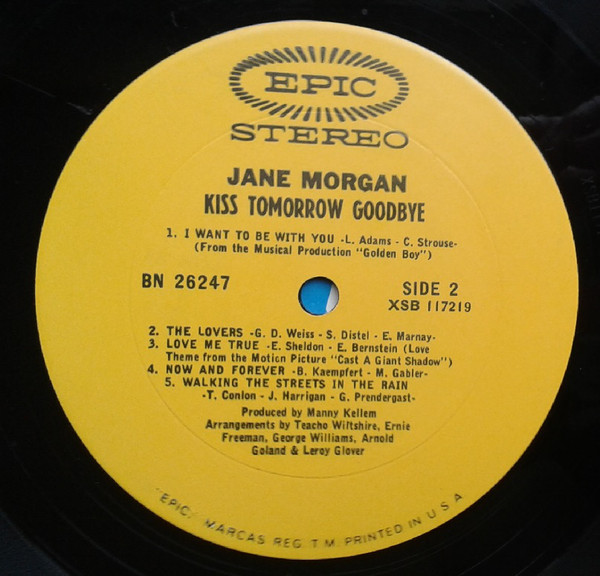 EPIC
STEREO
JANE MORGAN
KISS TOMORROW GOODBYE
1. I WANT TO BE WITH YOU -L. Adams - C. Strouse-
(From the Musical Production "Golden Boy")
BN 26247
SIDE 2
XSB 117219
2. THE LOVERS -G. D. Weiss - S. Distel - E. Marnay-
3. LOVE ME TRUE -E. Sheldon - E. Bernstein (Love
Theme from the Motion Picture "Cast A Giant Shadow")
4. NOW AND FOREVER -B. Kaempfert - M. Gabler-
5. WALKING THE STREETS IN THE RAIN
-T. Conlon - J. Harrigan - G. Prendergast-
Produced by Manny Kellem
Arrangements by Teacho Wiltshire, Ernie
Freeman, George Williams, Arnold
Goland & Leroy Glover
"EPIC," MARCAS REG. T.M. PRINTED IN U S A